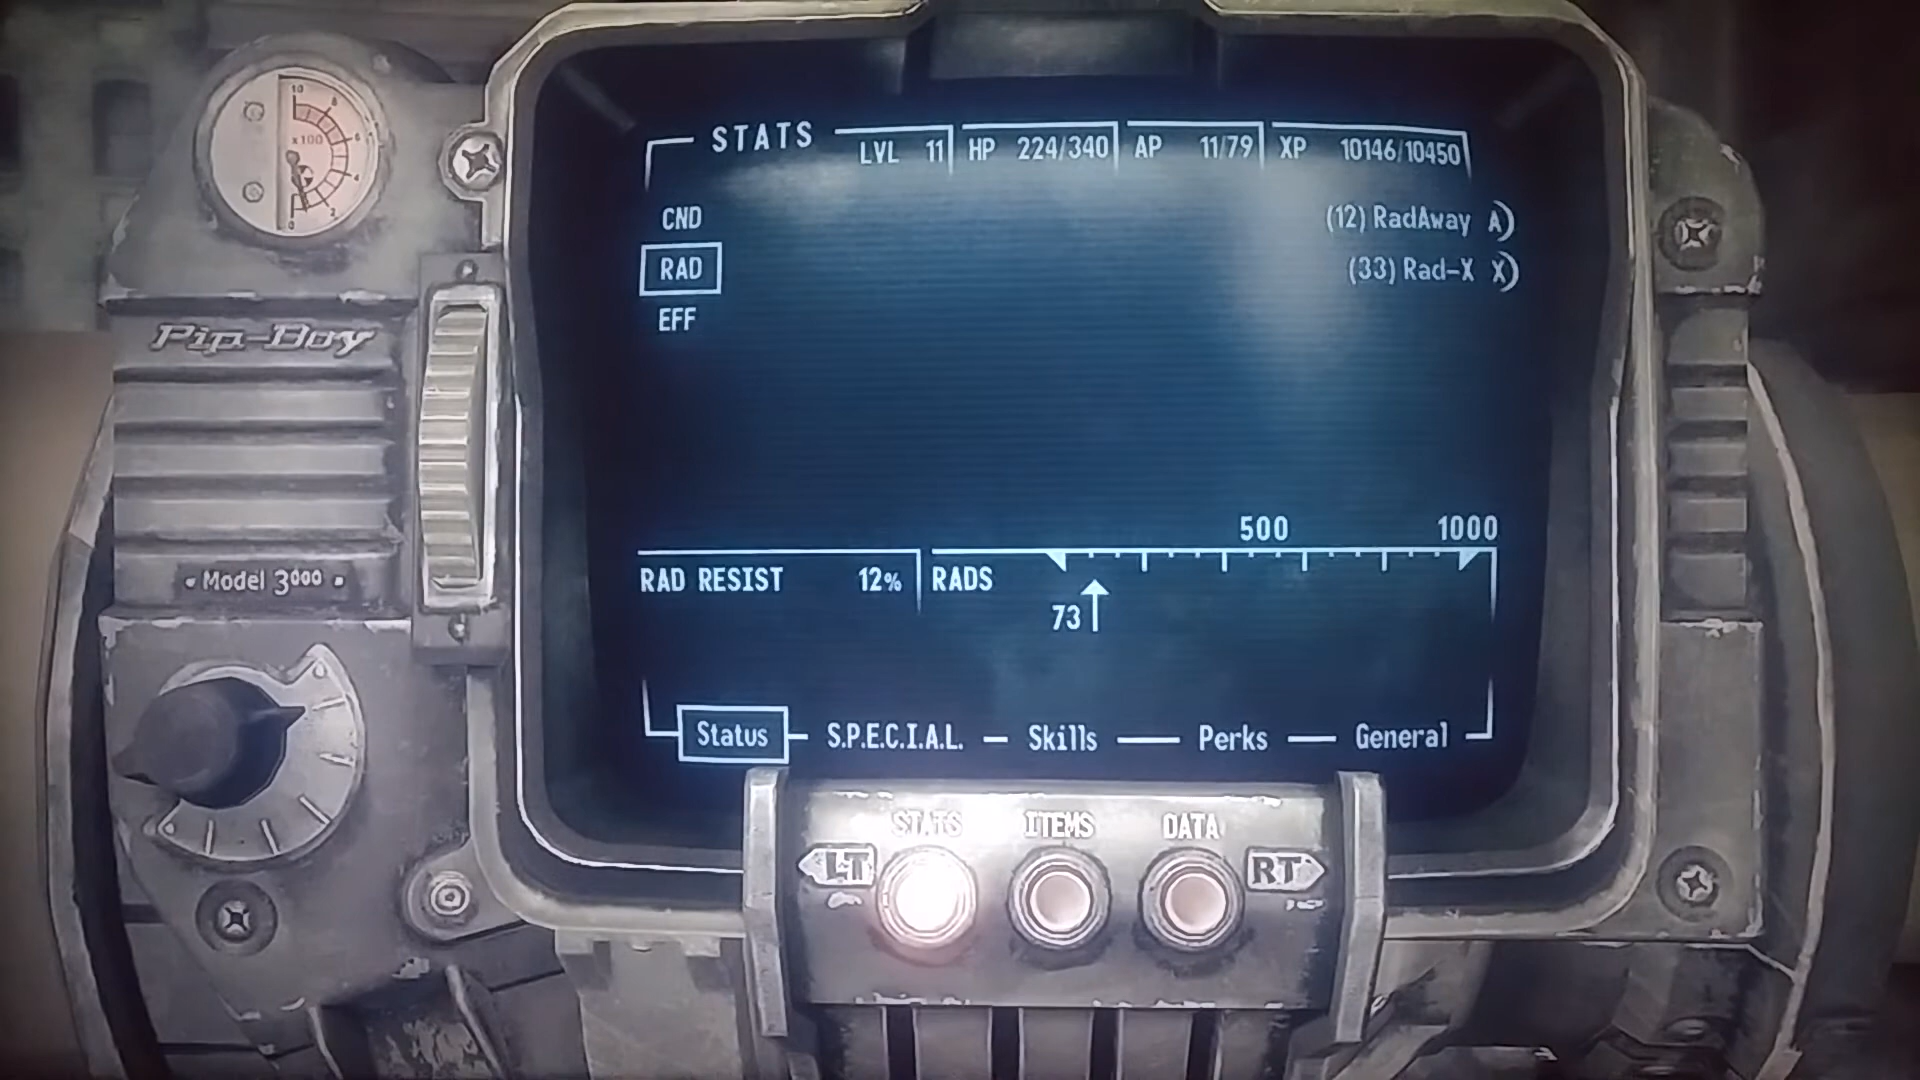 STATS LVL 11 HP 224/340 AP 11/79 XP 10146/10450
CND
(12) RadAway A)
RAD
(33) Rad-X X)
EFF
500 1000
RAD RESIST 12% RADS
73
Status S.P.E.C.I.A.L. Skills Perks General
10
8
6
x100
4
2
0
Pip-Boy
• Model 3000 •
STATS ITEMS DATA
LT RT